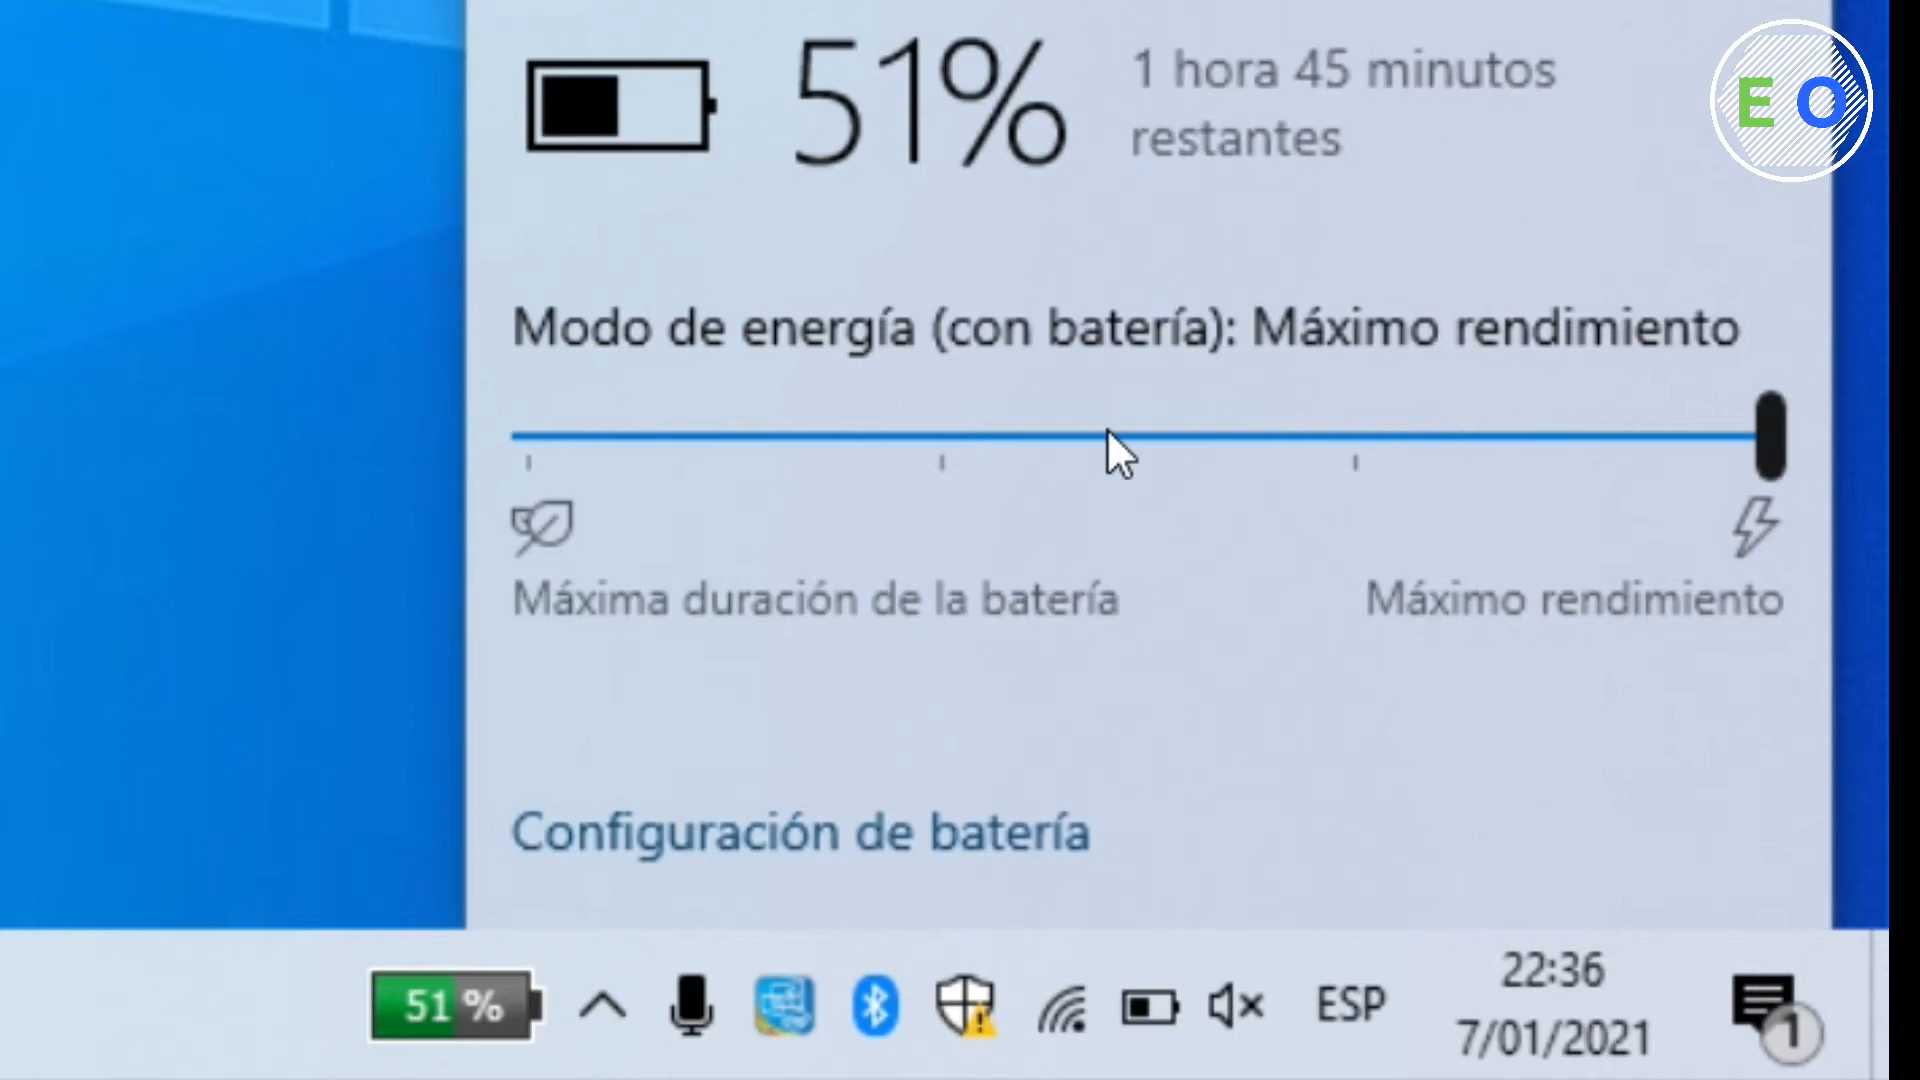 51%
1 hora 45 minutos
restantes
E O
Modo de energía (con batería): Máximo rendimiento
Máxima duración de la batería
Máximo rendimiento
Configuración de batería
51 %
ESP
22:36
7/01/2021
1